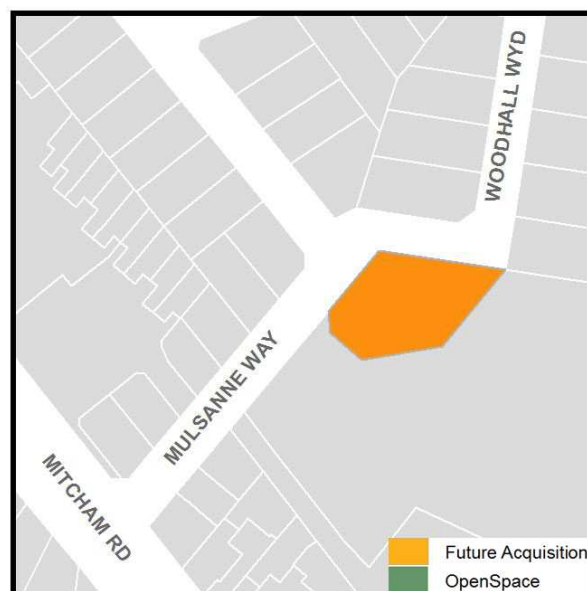 WOODHALL WYD
MULSANNE WAY
MITCHAM RD
Future Acquisition
OpenSpace